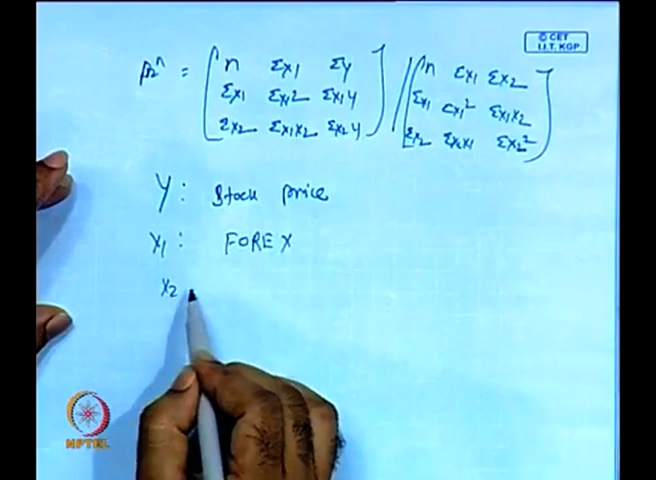 © CET
I.I.T. KGP
n Σx1 Σy / n Σx1 Σx2
Σx1 Σx1² Σx1y Σx1 Σx1² Σx1x2
Σx2 Σx1x2 Σx2y Σx2 Σx2x1 Σx2²
Y : Stock price
X1 : FOREX
X2
NPTEL